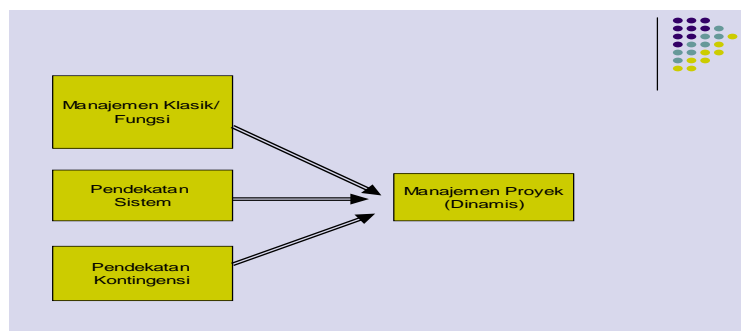 Manajemen Klasik/
Fungsi
Pendekatan
Sistem
Pendekatan
Kontingensi
Manajemen Proyek
(Dinamis)